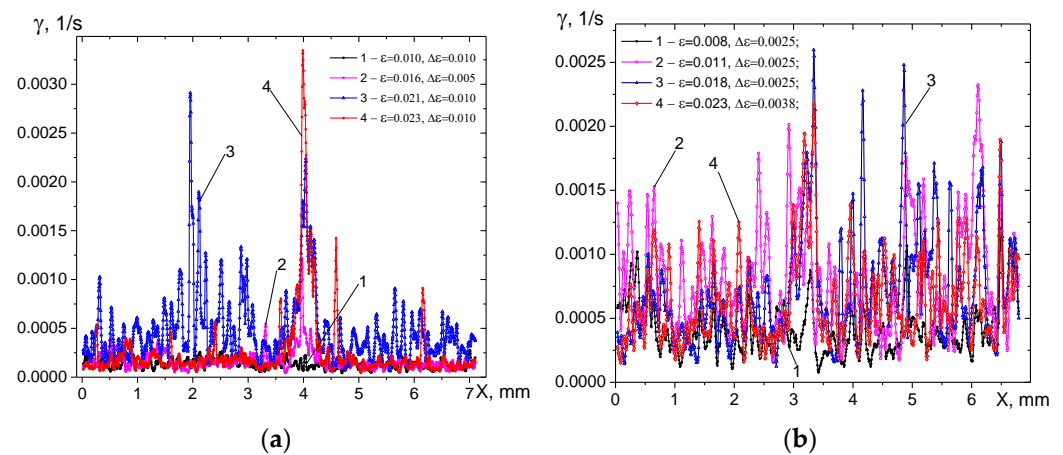 γ, 1/s
1 – ε=0.010, Δε=0.010
2 – ε=0.016, Δε=0.005
3 – ε=0.021, Δε=0.010
4 – ε=0.023, Δε=0.010
0.0030
0.0025
0.0020
0.0015
0.0010
0.0005
0.0000
4
3
2
1
0 1 2 3 4 5 6 7 X, mm
(a)
γ, 1/s
1 – ε=0.008, Δε=0.0025;
2 – ε=0.011, Δε=0.0025;
3 – ε=0.018, Δε=0.0025;
4 – ε=0.023, Δε=0.0038;
0.0025
0.0020
0.0015
0.0010
0.0005
0.0000
3
2
4
1
0 1 2 3 4 5 6 X, mm
(b)